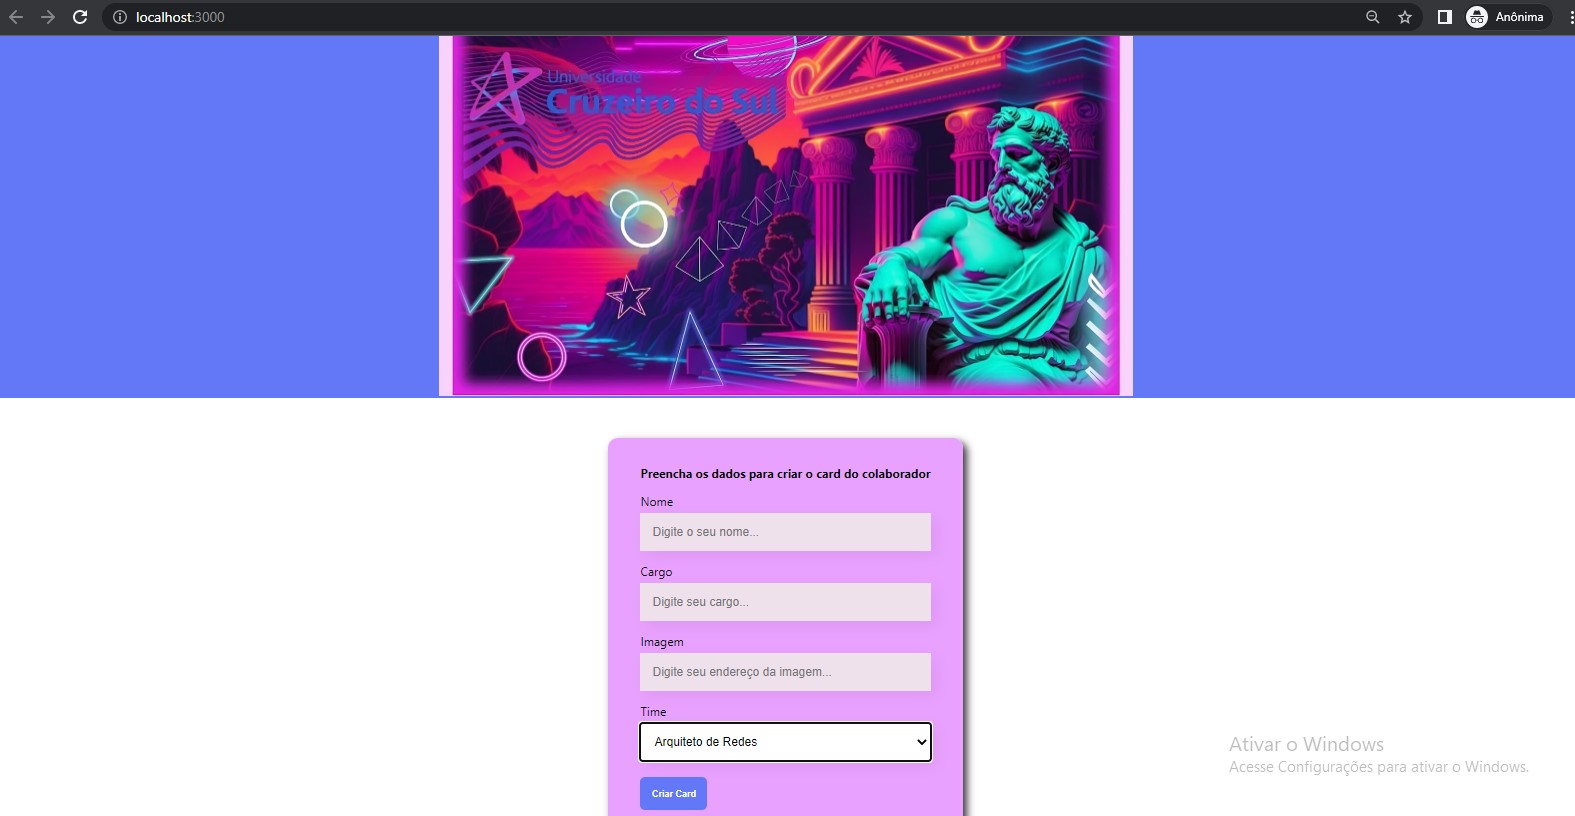 localhost:3000
Anônima
Universidade
Cruzeiro do Sul
Preencha os dados para criar o card do colaborador
Nome
Digite o seu nome...
Cargo
Digite seu cargo...
Imagem
Digite seu endereço da imagem...
Time
Arquiteto de Redes
Criar Card
Ativar o Windows
Acesse Configurações para ativar o Windows.